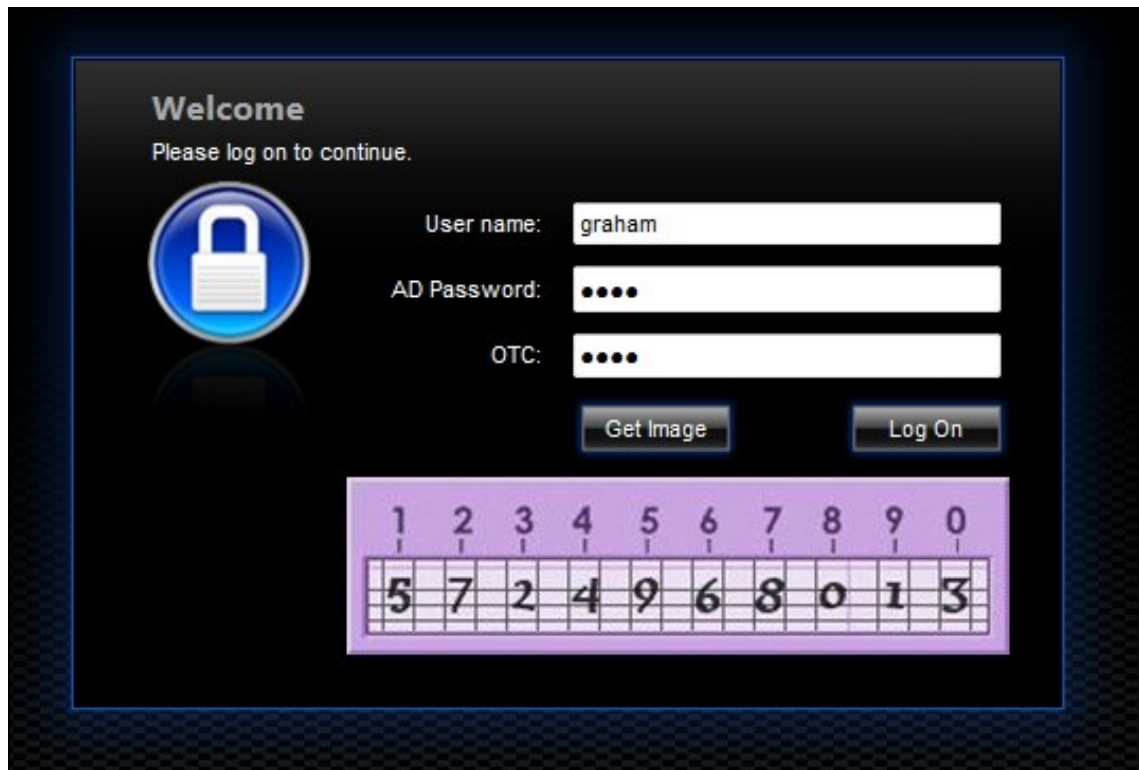 Welcome
Please log on to continue.
User name: graham
AD Password: ••••
OTC: ••••
Get Image Log On
1 2 3 4 5 6 7 8 9 0
5 7 2 4 9 6 8 0 1 3